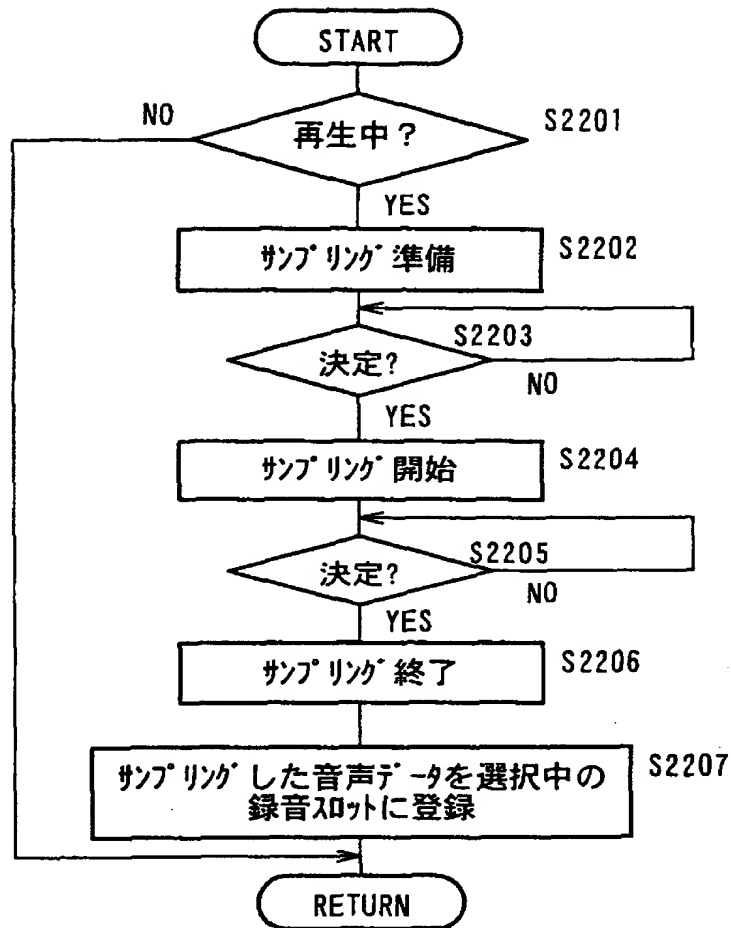 START
NO
再生中?
S2201
YES
ｻﾝﾌﾟﾘﾝｸﾞ準備
S2202
S2203
決定?
NO
YES
ｻﾝﾌﾟﾘﾝｸﾞ開始
S2204
S2205
決定?
NO
YES
ｻﾝﾌﾟﾘﾝｸﾞ終了
S2206
ｻﾝﾌﾟﾘﾝｸﾞした音声ﾃﾞｰﾀを選択中の
S2207
録音ｽﾛｯﾄに登録
RETURN